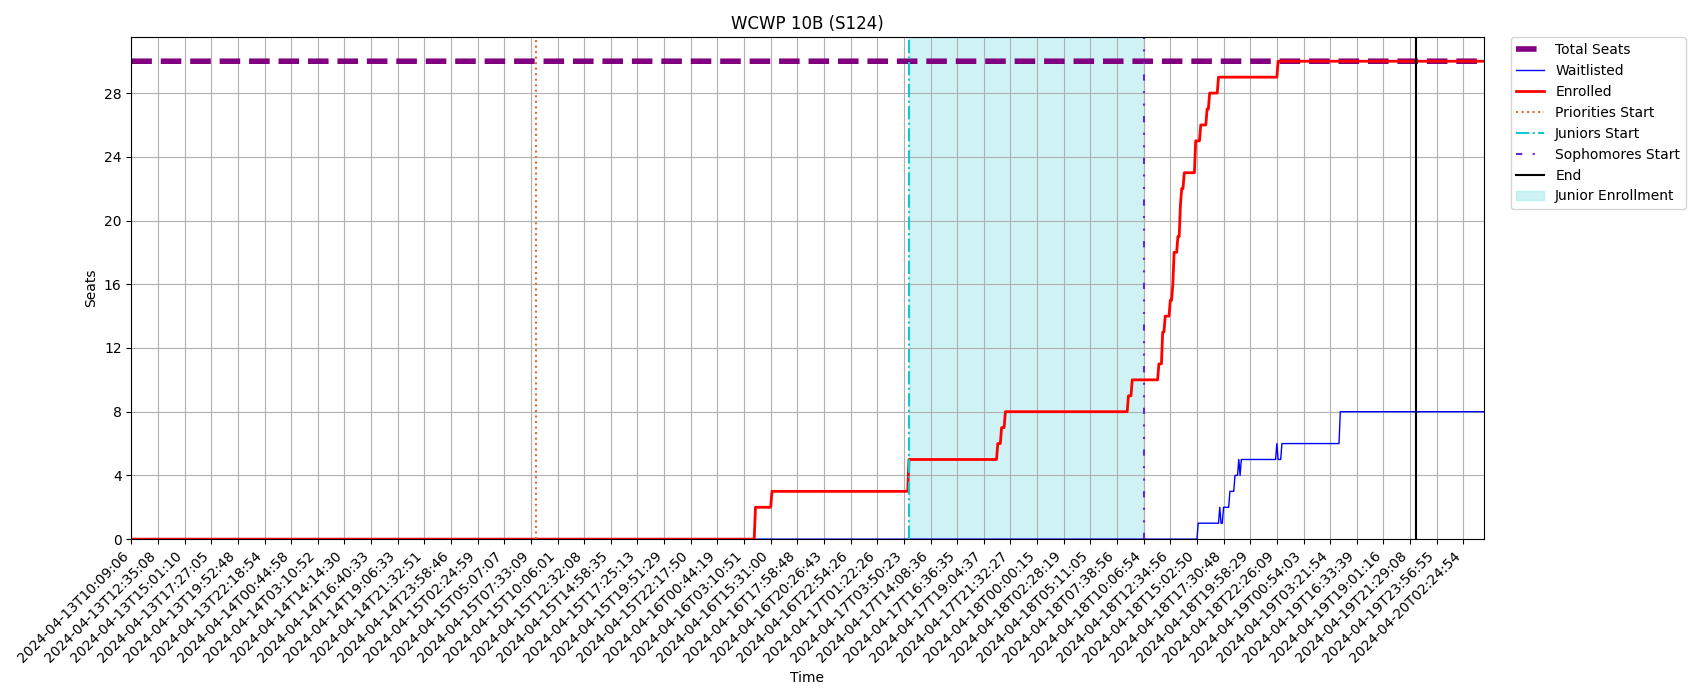 WCWP 10B (S124)
Total Seats
Waitlisted
Enrolled
Priorities Start
Juniors Start
Sophomores Start
End
Junior Enrollment
Seats
28
24
20
16
12
8
4
0
2024-04-13T10:09:06
2024-04-13T12:35:08
2024-04-13T15:01:10
2024-04-13T17:27:05
2024-04-13T19:52:48
2024-04-13T22:18:54
2024-04-14T00:44:58
2024-04-14T03:10:52
2024-04-14T14:14:30
2024-04-14T16:40:33
2024-04-14T19:06:33
2024-04-14T21:32:51
2024-04-14T23:58:46
2024-04-15T02:24:59
2024-04-15T05:07:07
2024-04-15T07:33:09
2024-04-15T10:06:01
2024-04-15T12:32:08
2024-04-15T14:58:35
2024-04-15T17:25:13
2024-04-15T19:51:29
2024-04-15T22:17:50
2024-04-16T00:44:19
2024-04-16T03:10:51
2024-04-16T15:31:00
2024-04-16T17:58:48
2024-04-16T20:26:43
2024-04-16T22:54:26
2024-04-17T01:22:26
2024-04-17T03:50:23
2024-04-17T14:08:36
2024-04-17T16:36:35
2024-04-17T19:04:37
2024-04-17T21:32:27
2024-04-18T00:00:15
2024-04-18T02:28:19
2024-04-18T05:11:05
2024-04-18T07:38:56
2024-04-18T10:06:54
2024-04-18T12:34:56
2024-04-18T15:02:50
2024-04-18T17:30:48
2024-04-18T19:58:29
2024-04-18T22:26:09
2024-04-19T00:54:03
2024-04-19T03:21:54
2024-04-19T16:33:39
2024-04-19T19:01:16
2024-04-19T21:29:08
2024-04-19T23:56:55
2024-04-20T02:24:54
Time